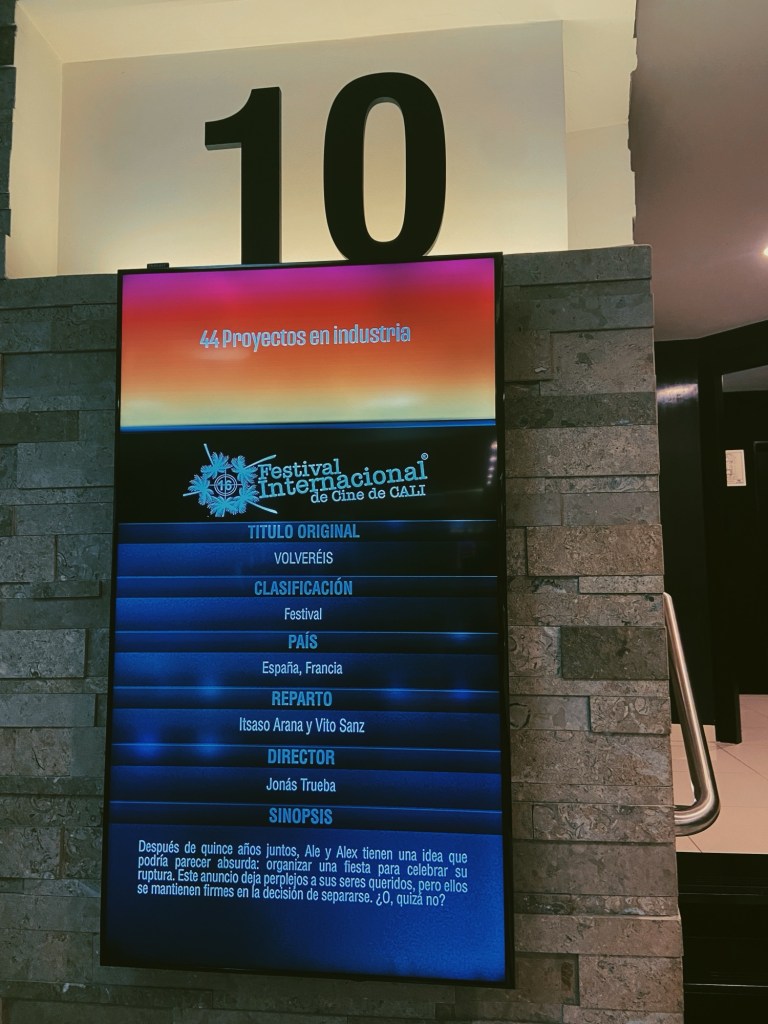 10
44 Proyectos en industria
16
Festival
Internacional©
de Cine de CALI
TITULO ORIGINAL
VOLVERÉIS
CLASIFICACIÓN
Festival
PAÍS
España, Francia
REPARTO
Itsaso Arana y Vito Sanz
DIRECTOR
Jonás Trueba
SINOPSIS
Después de quince años juntos, Ale y Alex tienen una idea que
podría parecer absurda: organizar una fiesta para celebrar su
ruptura. Este anuncio deja perplejos a sus seres queridos, pero ellos
se mantienen firmes en la decisión de separarse. ¿O, quizá no?